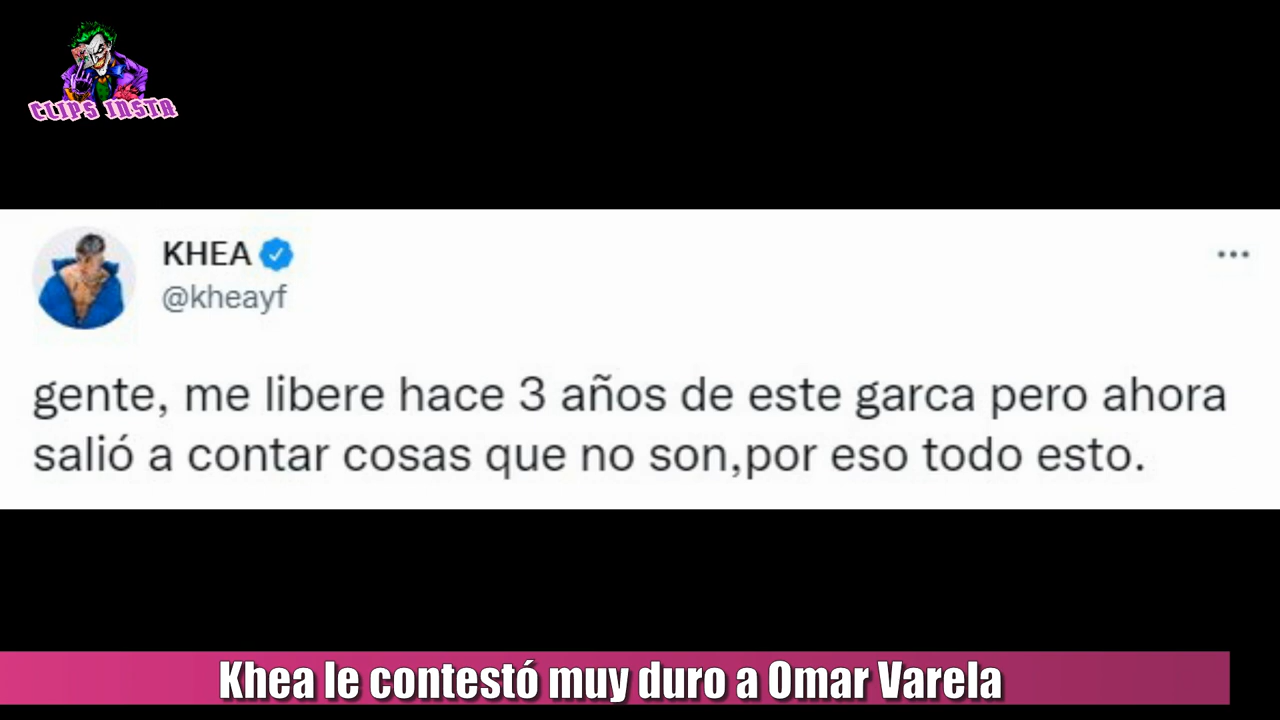 CLIPS INSTA
KHEA
@kheayf
gente, me libere hace 3 años de este garca pero ahora
salió a contar cosas que no son,por eso todo esto.
Khea le contestó muy duro a Omar Varela